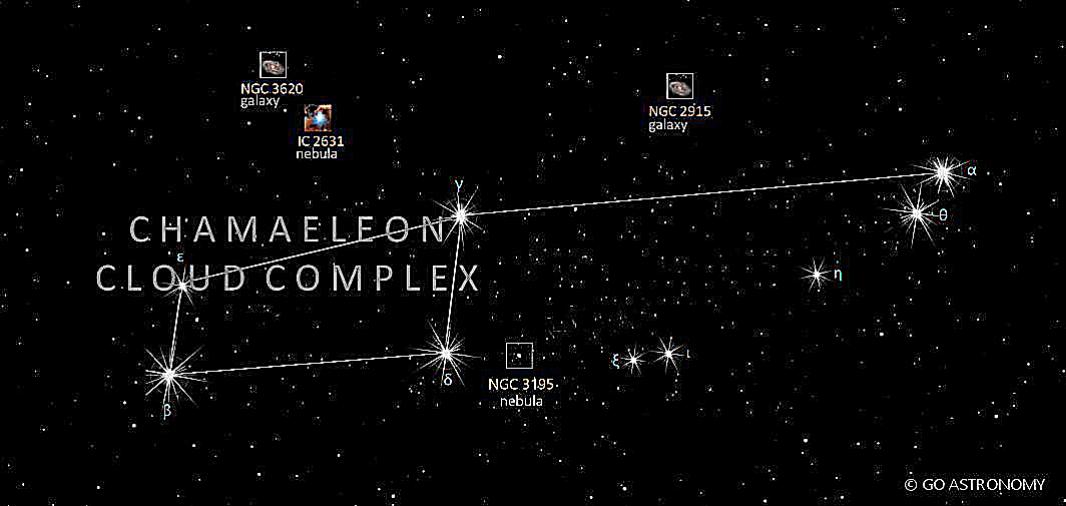 NGC 3620
galaxy
IC 2631
nebula
NGC 2915
galaxy
α
γ
θ
CHAMAELEON
ε
CLOUD COMPLEX
η
ξ
ι
δ
NGC 3195
nebula
β
© GO ASTRONOMY